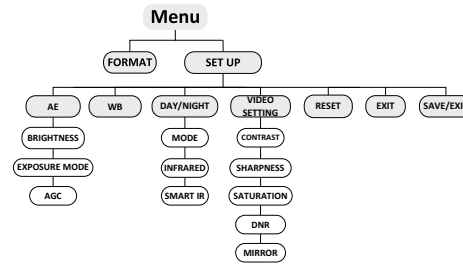 Menu
FORMAT
SET UP
AE
WB
DAY/NIGHT
VIDEO
SETTING
RESET
EXIT
SAVE/EXI
BRIGHTNESS
EXPOSURE MODE
AGC
MODE
INFRARED
SMART IR
CONTRAST
SHARPNESS
SATURATION
DNR
MIRROR